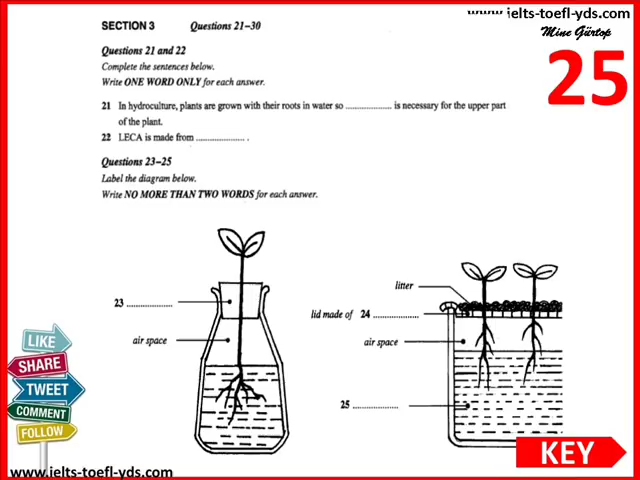 www.ielts-toefl-yds.com
Mine Gürtop
25
SECTION 3 Questions 21–30
Questions 21 and 22
Complete the sentences below.
Write ONE WORD ONLY for each answer.
21 In hydroculture, plants are grown with their roots in water so .................... is necessary for the upper part
of the plant.
22 LECA is made from .................... .
Questions 23–25
Label the diagram below.
Write NO MORE THAN TWO WORDS for each answer.
litter
23 ....................
lid made of 24 ....................
air space
air space
25 ....................
LIKE
SHARE
TWEET
COMMENT
FOLLOW
KEY
www.ielts-toefl-yds.com